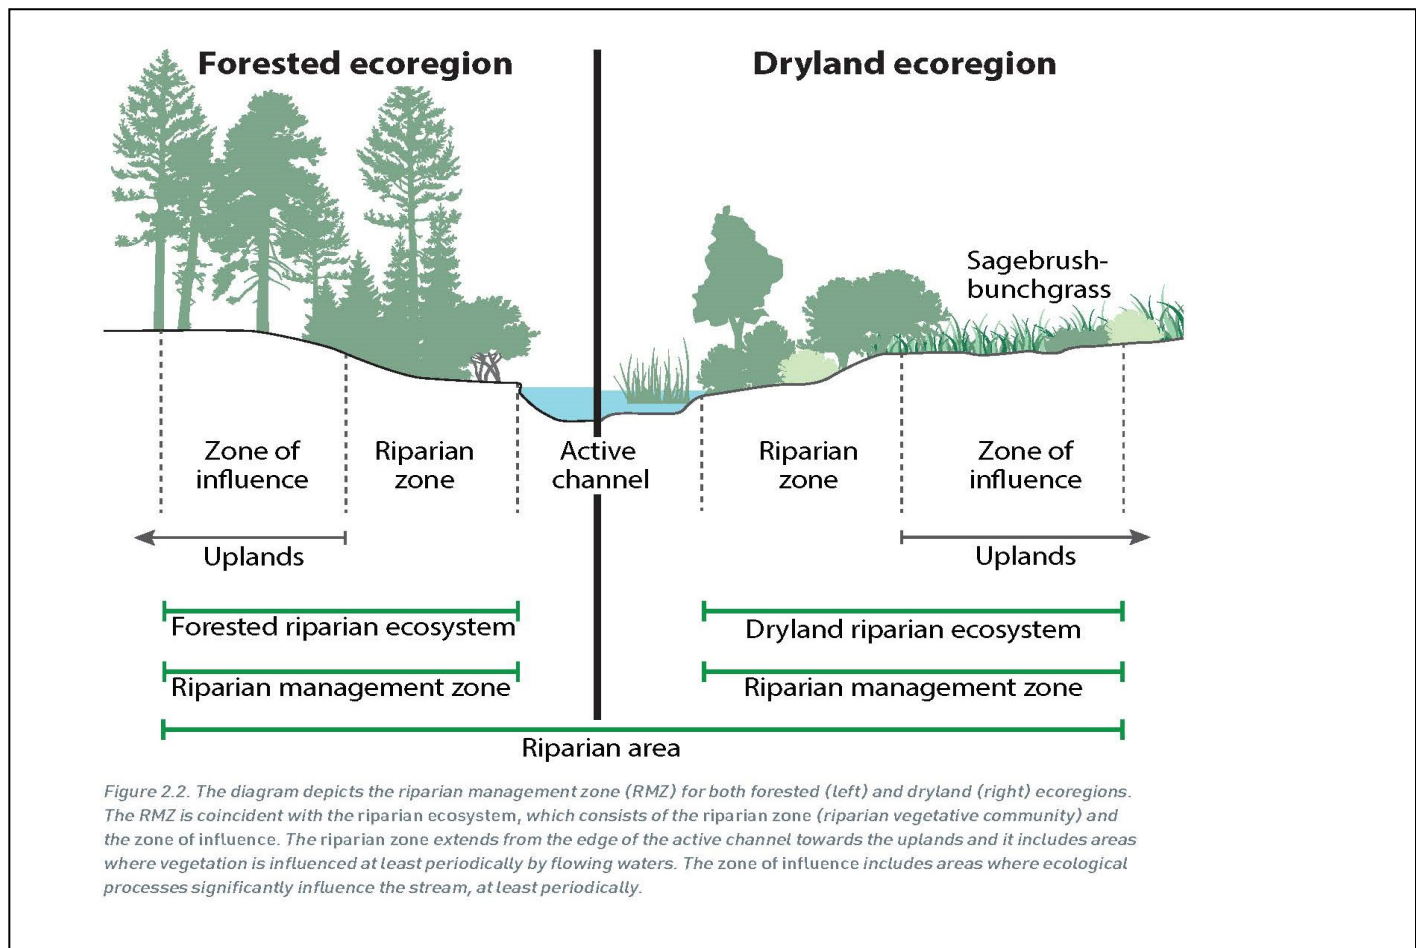 Forested ecoregion
Dryland ecoregion
Sagebrush-
bunchgrass
Zone of
influence
Riparian
zone
Active
channel
Riparian
zone
Zone of
influence
Uplands
Uplands
Forested riparian ecosystem
Dryland riparian ecosystem
Riparian management zone
Riparian management zone
Riparian area
Figure 2.2. The diagram depicts the riparian management zone (RMZ) for both forested (left) and dryland (right) ecoregions.
The RMZ is coincident with the riparian ecosystem, which consists of the riparian zone (riparian vegetative community) and
the zone of influence. The riparian zone extends from the edge of the active channel towards the uplands and it includes areas
where vegetation is influenced at least periodically by flowing waters. The zone of influence includes areas where ecological
processes significantly influence the stream, at least periodically.